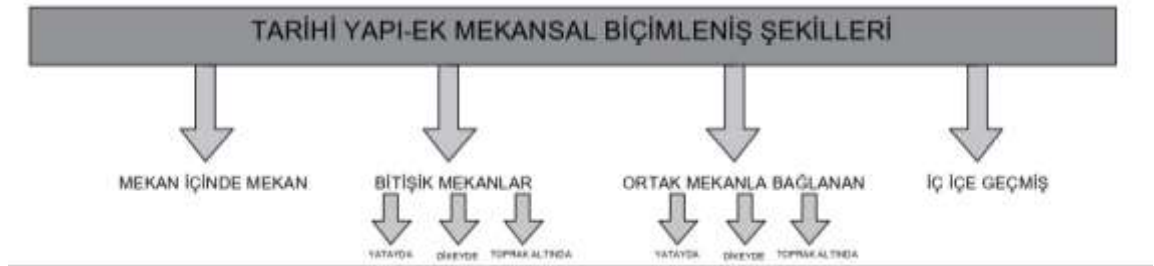 TARİHİ YAPI-EK MEKANSAL BİÇİMLENİŞ ŞEKİLLERİ
MEKAN İÇİNDE MEKAN BİTİŞİK MEKANLAR ORTAK MEKANLA BAĞLANAN İÇ İÇE GEÇMİŞ
YATAYDA DİKEYDE TOPRAK ALTINDA YATAYDA DİKEYDE TOPRAK ALTINDA